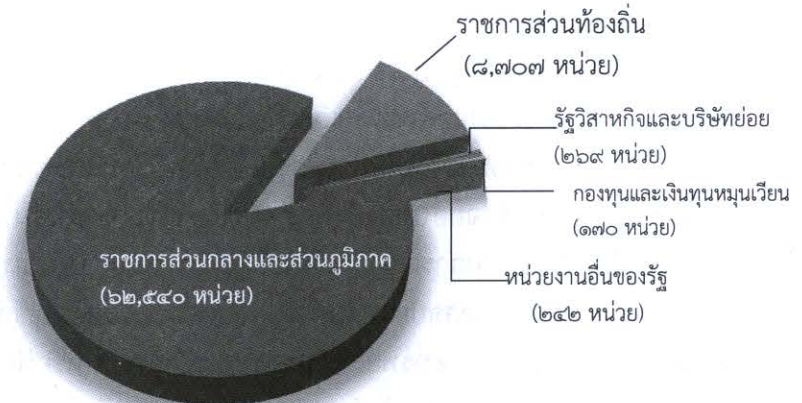 ราชการส่วนท้องถิ่น
(๘,๗๐๗ หน่วย)
รัฐวิสาหกิจและบริษัทย่อย
(๒๖๙ หน่วย)
กองทุนและเงินทุนหมุนเวียน
(๑๗๐ หน่วย)
ราชการส่วนกลางและส่วนภูมิภาค
(๖๒,๕๔๐ หน่วย)
หน่วยงานอื่นของรัฐ
(๒๔๒ หน่วย)